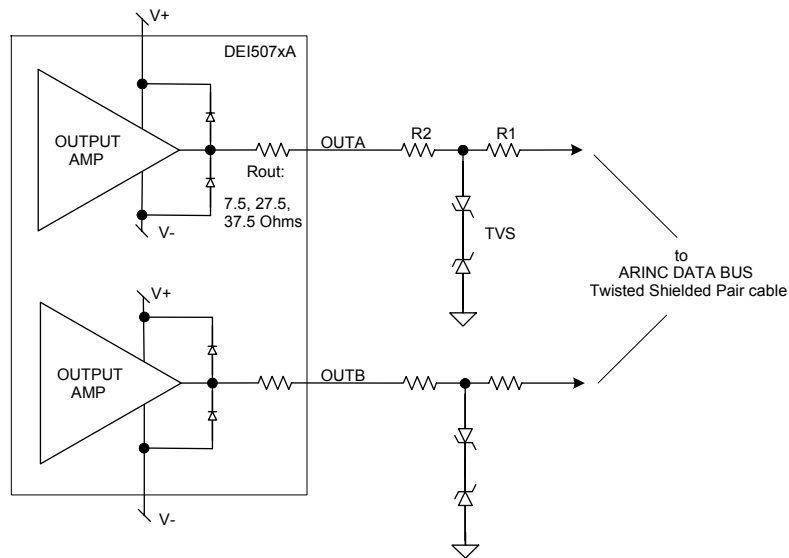 V+
DEI507xA
OUTPUT
AMP
OUTA
R2
R1
Rout:
7.5, 27.5,
37.5 Ohms
V-
TVS
to
ARINC DATA BUS
Twisted Shielded Pair cable
V+
OUTPUT
AMP
OUTB
V-